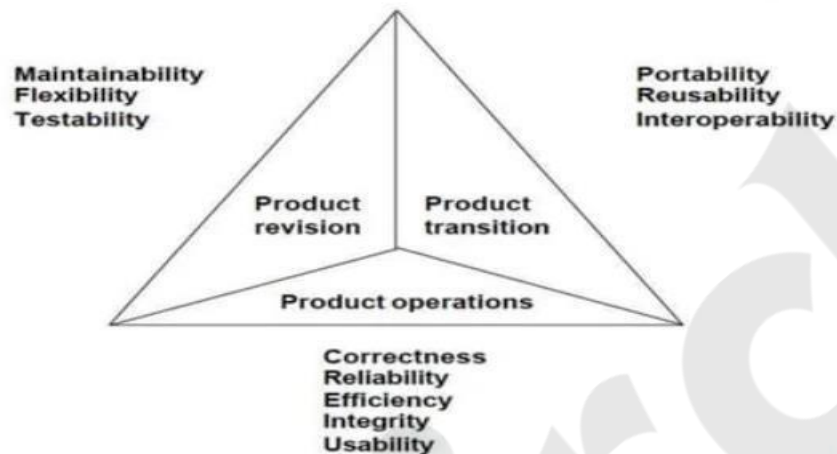 Maintainability
Flexibility
Testability
Portability
Reusability
Interoperability
Product
revision
Product
transition
Product operations
Correctness
Reliability
Efficiency
Integrity
Usability